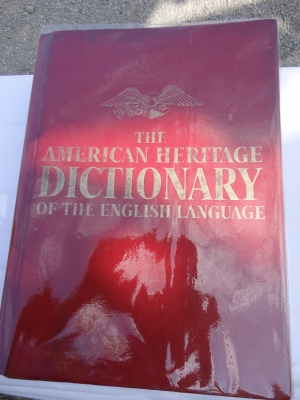 THE
AMERICAN HERITAGE
DICTIONARY
OF THE ENGLISH LANGUAGE